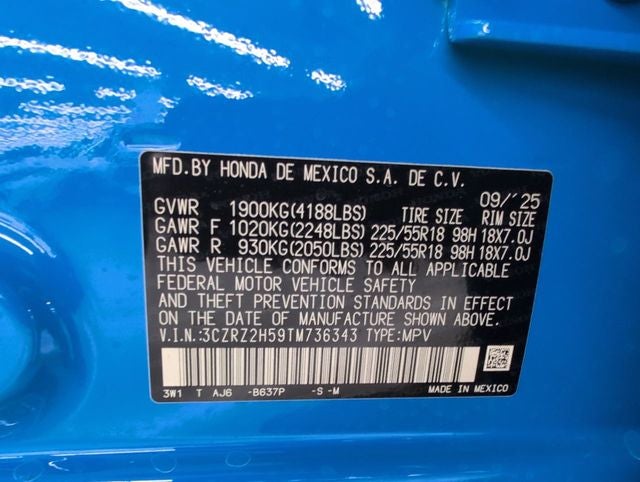 MFD.BY HONDA DE MEXICO S.A. DE C.V.
09/'25
GVWR 1900KG(4188LBS) TIRE SIZE RIM SIZE
GAWR F 1020KG(2248LBS) 225/55R18 98H 18X7.0J
GAWR R 930KG(2050LBS) 225/55R18 98H 18X7.0J
THIS VEHICLE CONFORMS TO ALL APPLICABLE
FEDERAL MOTOR VEHICLE SAFETY
AND THEFT PREVENTION STANDARDS IN EFFECT
ON THE DATE OF MANUFACTURE SHOWN ABOVE.
V.I.N.:3CZRZ2H59TM736343 TYPE:MPV
3W1 T AJ6 -B637P -S -M MADE IN MEXICO